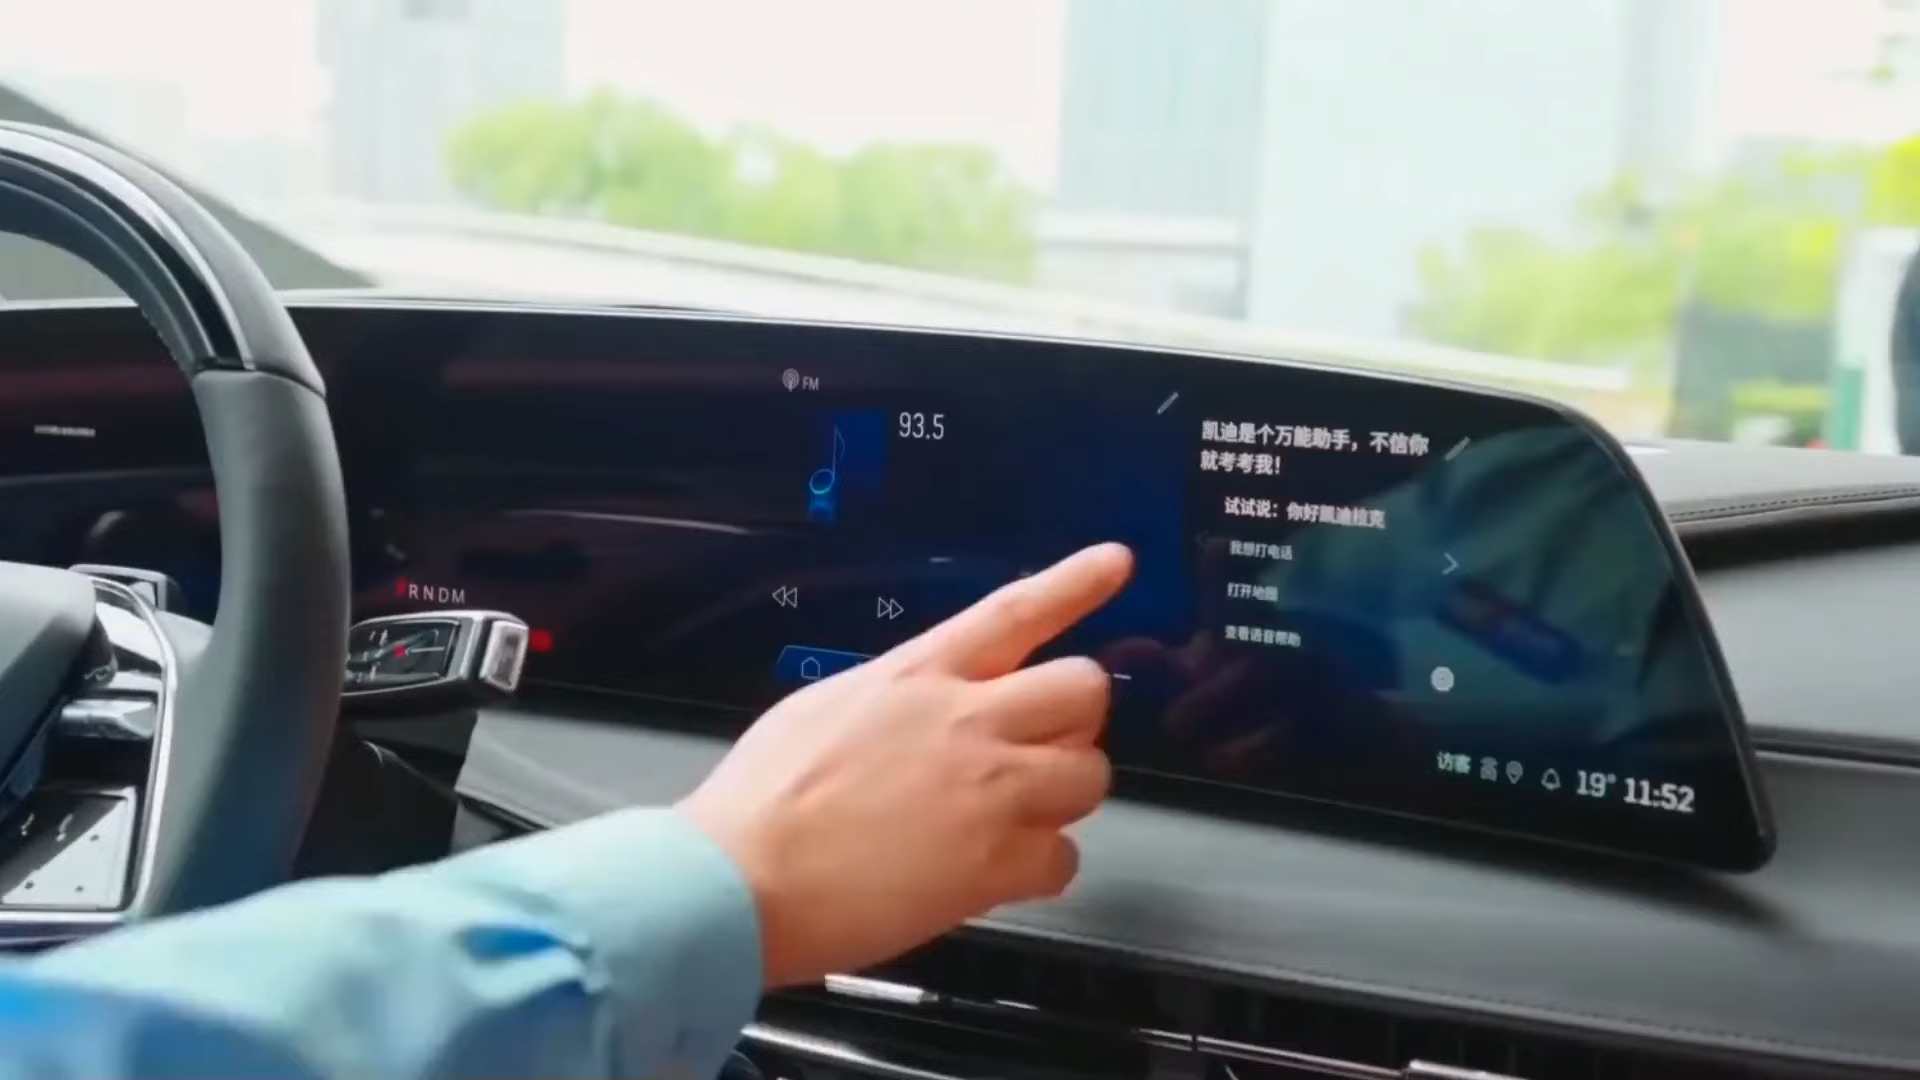 FM
93.5
凯迪是个万能助手，不信你
就考考我！
试试说：你好凯迪拉克
我想打电话
打开地图
查看语音帮助
PRNDM
访客 19° 11:52